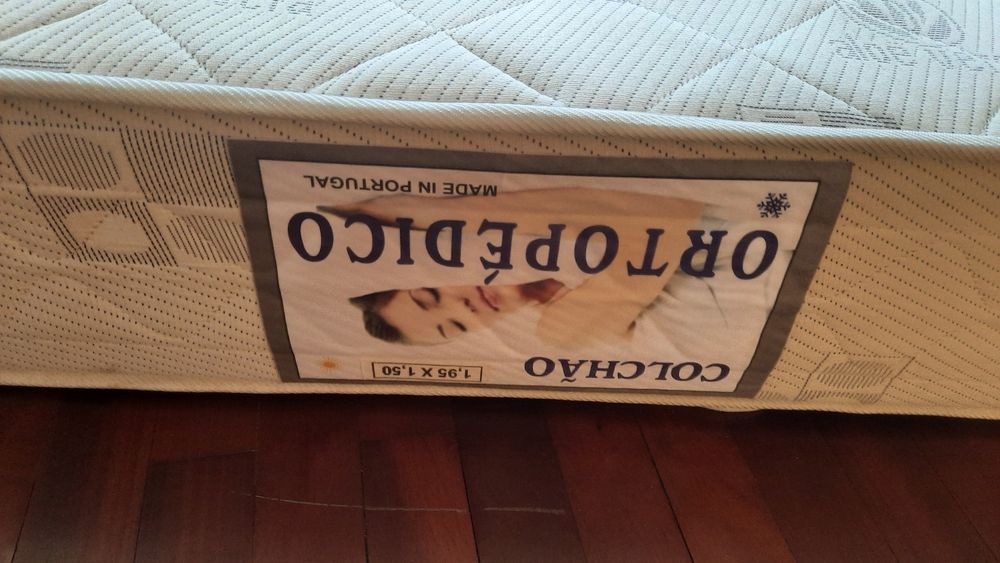 COLCHÃO
1,95 X 1,50
ORTOPÉDICO
MADE IN PORTUGAL